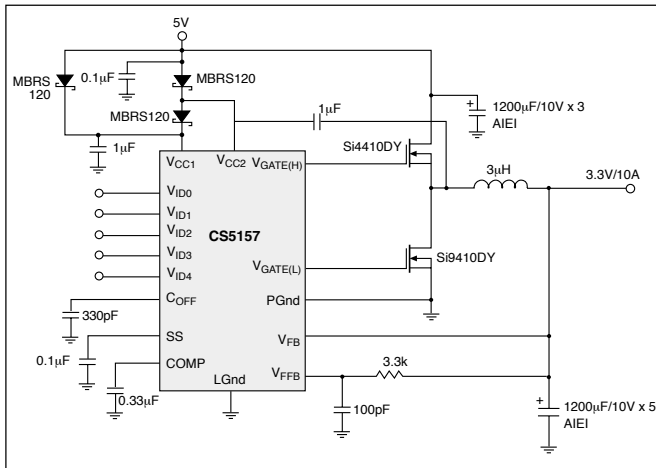 5V
MBRS
120
0.1µF
MBRS120
MBRS120
1µF
1µF
1200µF/10V x 3
AIEI
Si4410DY
VCC1
VCC2
VGATE(H)
3µH
3.3V/10A
VID0
VID1
VID2
VID3
VID4
CS5157
VGATE(L)
Si9410DY
COFF
330pF
PGnd
SS
0.1µF
VFB
COMP
0.33µF
LGnd
VFFB
3.3k
100pF
1200µF/10V x 5
AIEI